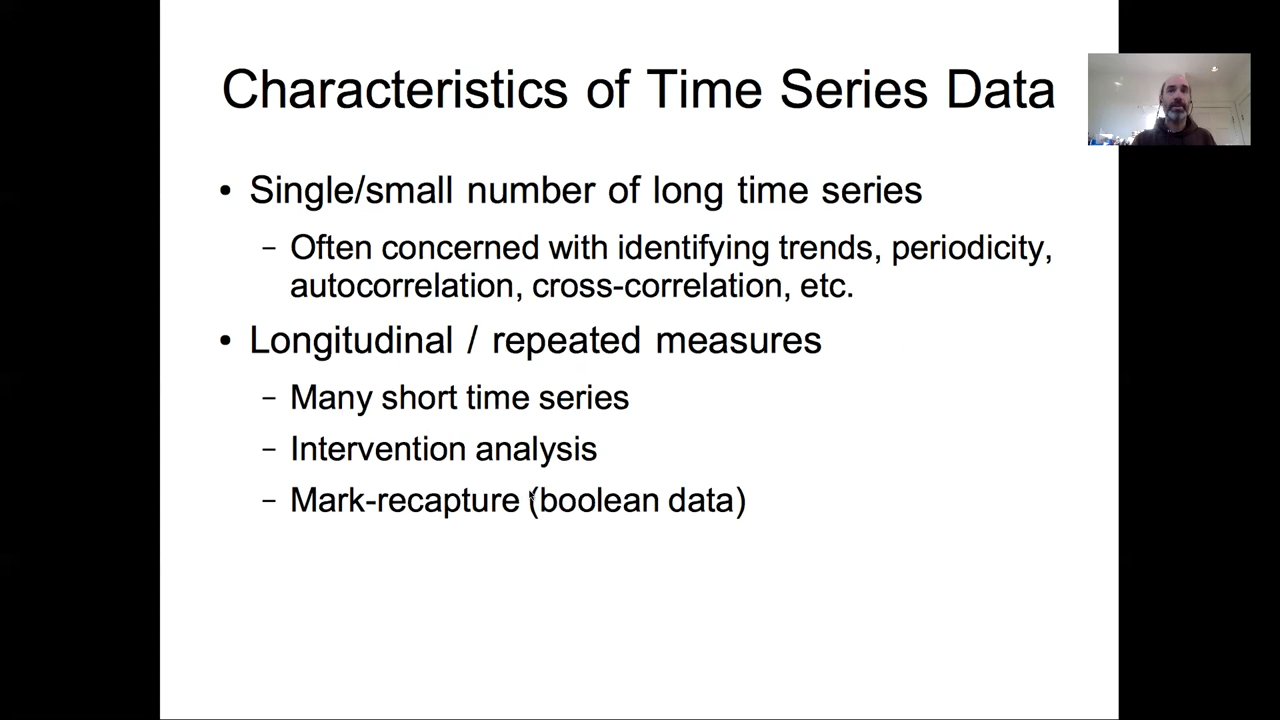 Characteristics of Time Series Data
• Single/small number of long time series
– Often concerned with identifying trends, periodicity,
autocorrelation, cross-correlation, etc.
• Longitudinal / repeated measures
– Many short time series
– Intervention analysis
– Mark-recapture (boolean data)